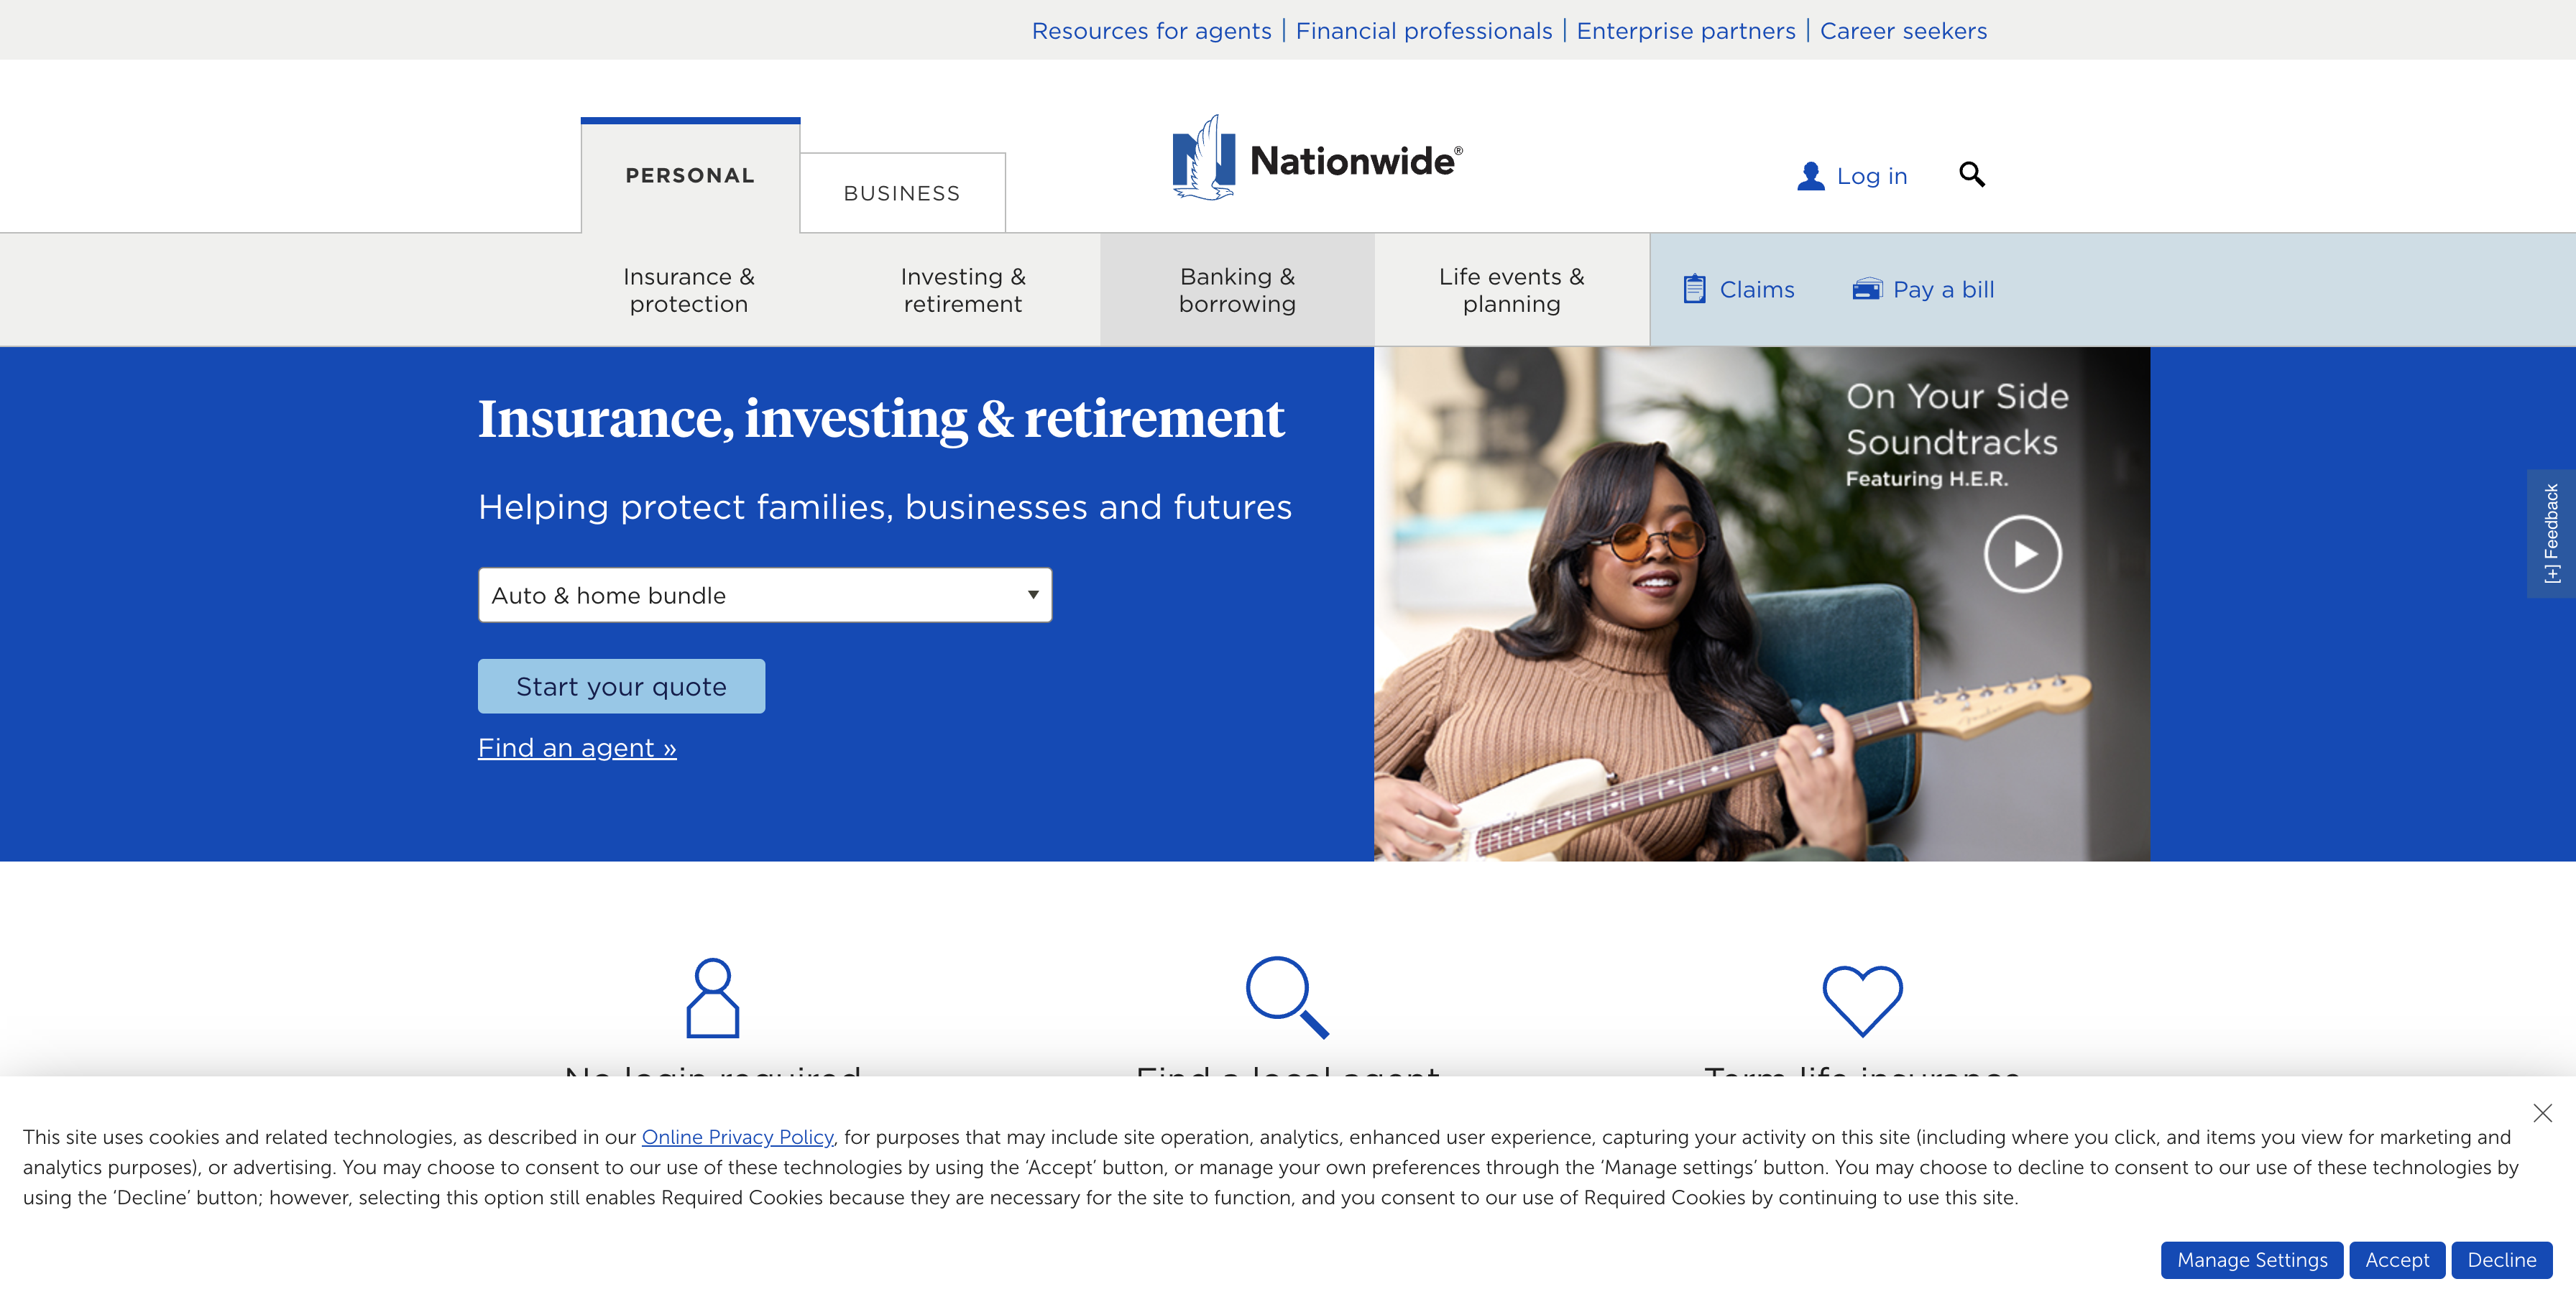 Resources for agents | Financial professionals | Enterprise partners | Career seekers
PERSONAL
BUSINESS
Nationwide®
Log in
Insurance &
protection
Investing &
retirement
Banking &
borrowing
Life events &
planning
Claims
Pay a bill
Insurance, investing & retirement
Helping protect families, businesses and futures
Auto & home bundle
Start your quote
Find an agent »
On Your Side
Soundtracks
Featuring H.E.R.
[+] Feedback
No login required
Find a local agent
Term life insurance
This site uses cookies and related technologies, as described in our Online Privacy Policy, for purposes that may include site operation, analytics, enhanced user experience, capturing your activity on this site (including where you click, and items you view for marketing and
analytics purposes), or advertising. You may choose to consent to our use of these technologies by using the ‘Accept’ button, or manage your own preferences through the ‘Manage settings’ button. You may choose to decline to consent to our use of these technologies by
using the ‘Decline’ button; however, selecting this option still enables Required Cookies because they are necessary for the site to function, and you consent to our use of Required Cookies by continuing to use this site.
Manage Settings
Accept
Decline